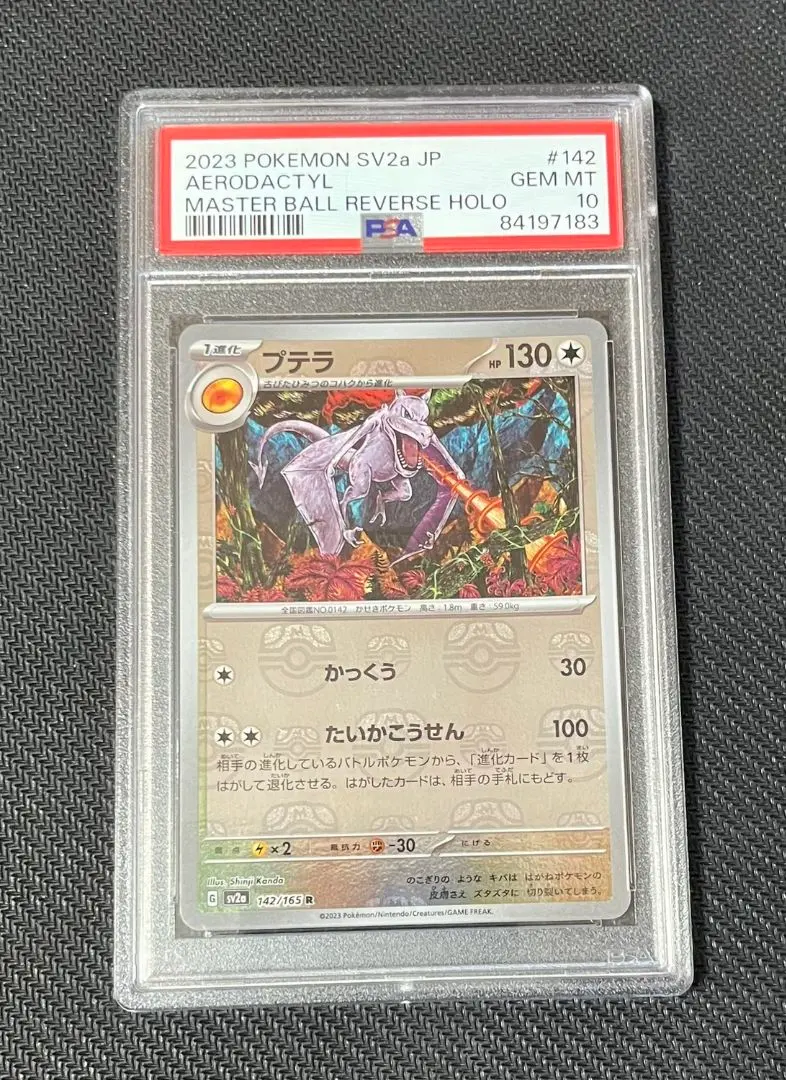 2023 POKEMON SV2a JP #142
AERODACTYL GEM MT
MASTER BALL REVERSE HOLO 10
PSA 84197183
1進化 プテラ HP 130
古びたひみつのコハクから進化
全国図鑑NO.0142 かせきポケモン 高さ:1.8m 重さ:59.0kg
かっくう 30
たいかこうせん 100
相手の進化しているバトルポケモンから、「進化カード」を1枚
はがして退化させる。はがしたカードは、相手の手札にもどす。
弱点 ×2 抵抗力 -30 にげる
Illus. Shinji Kanda
のこぎりの ような キバは はがねポケモンの
皮膚さえ ズタズタに 切り裂いてしまう。
G sv2a 142/165 R
©2023 Pokémon/Nintendo/Creatures/GAME FREAK.